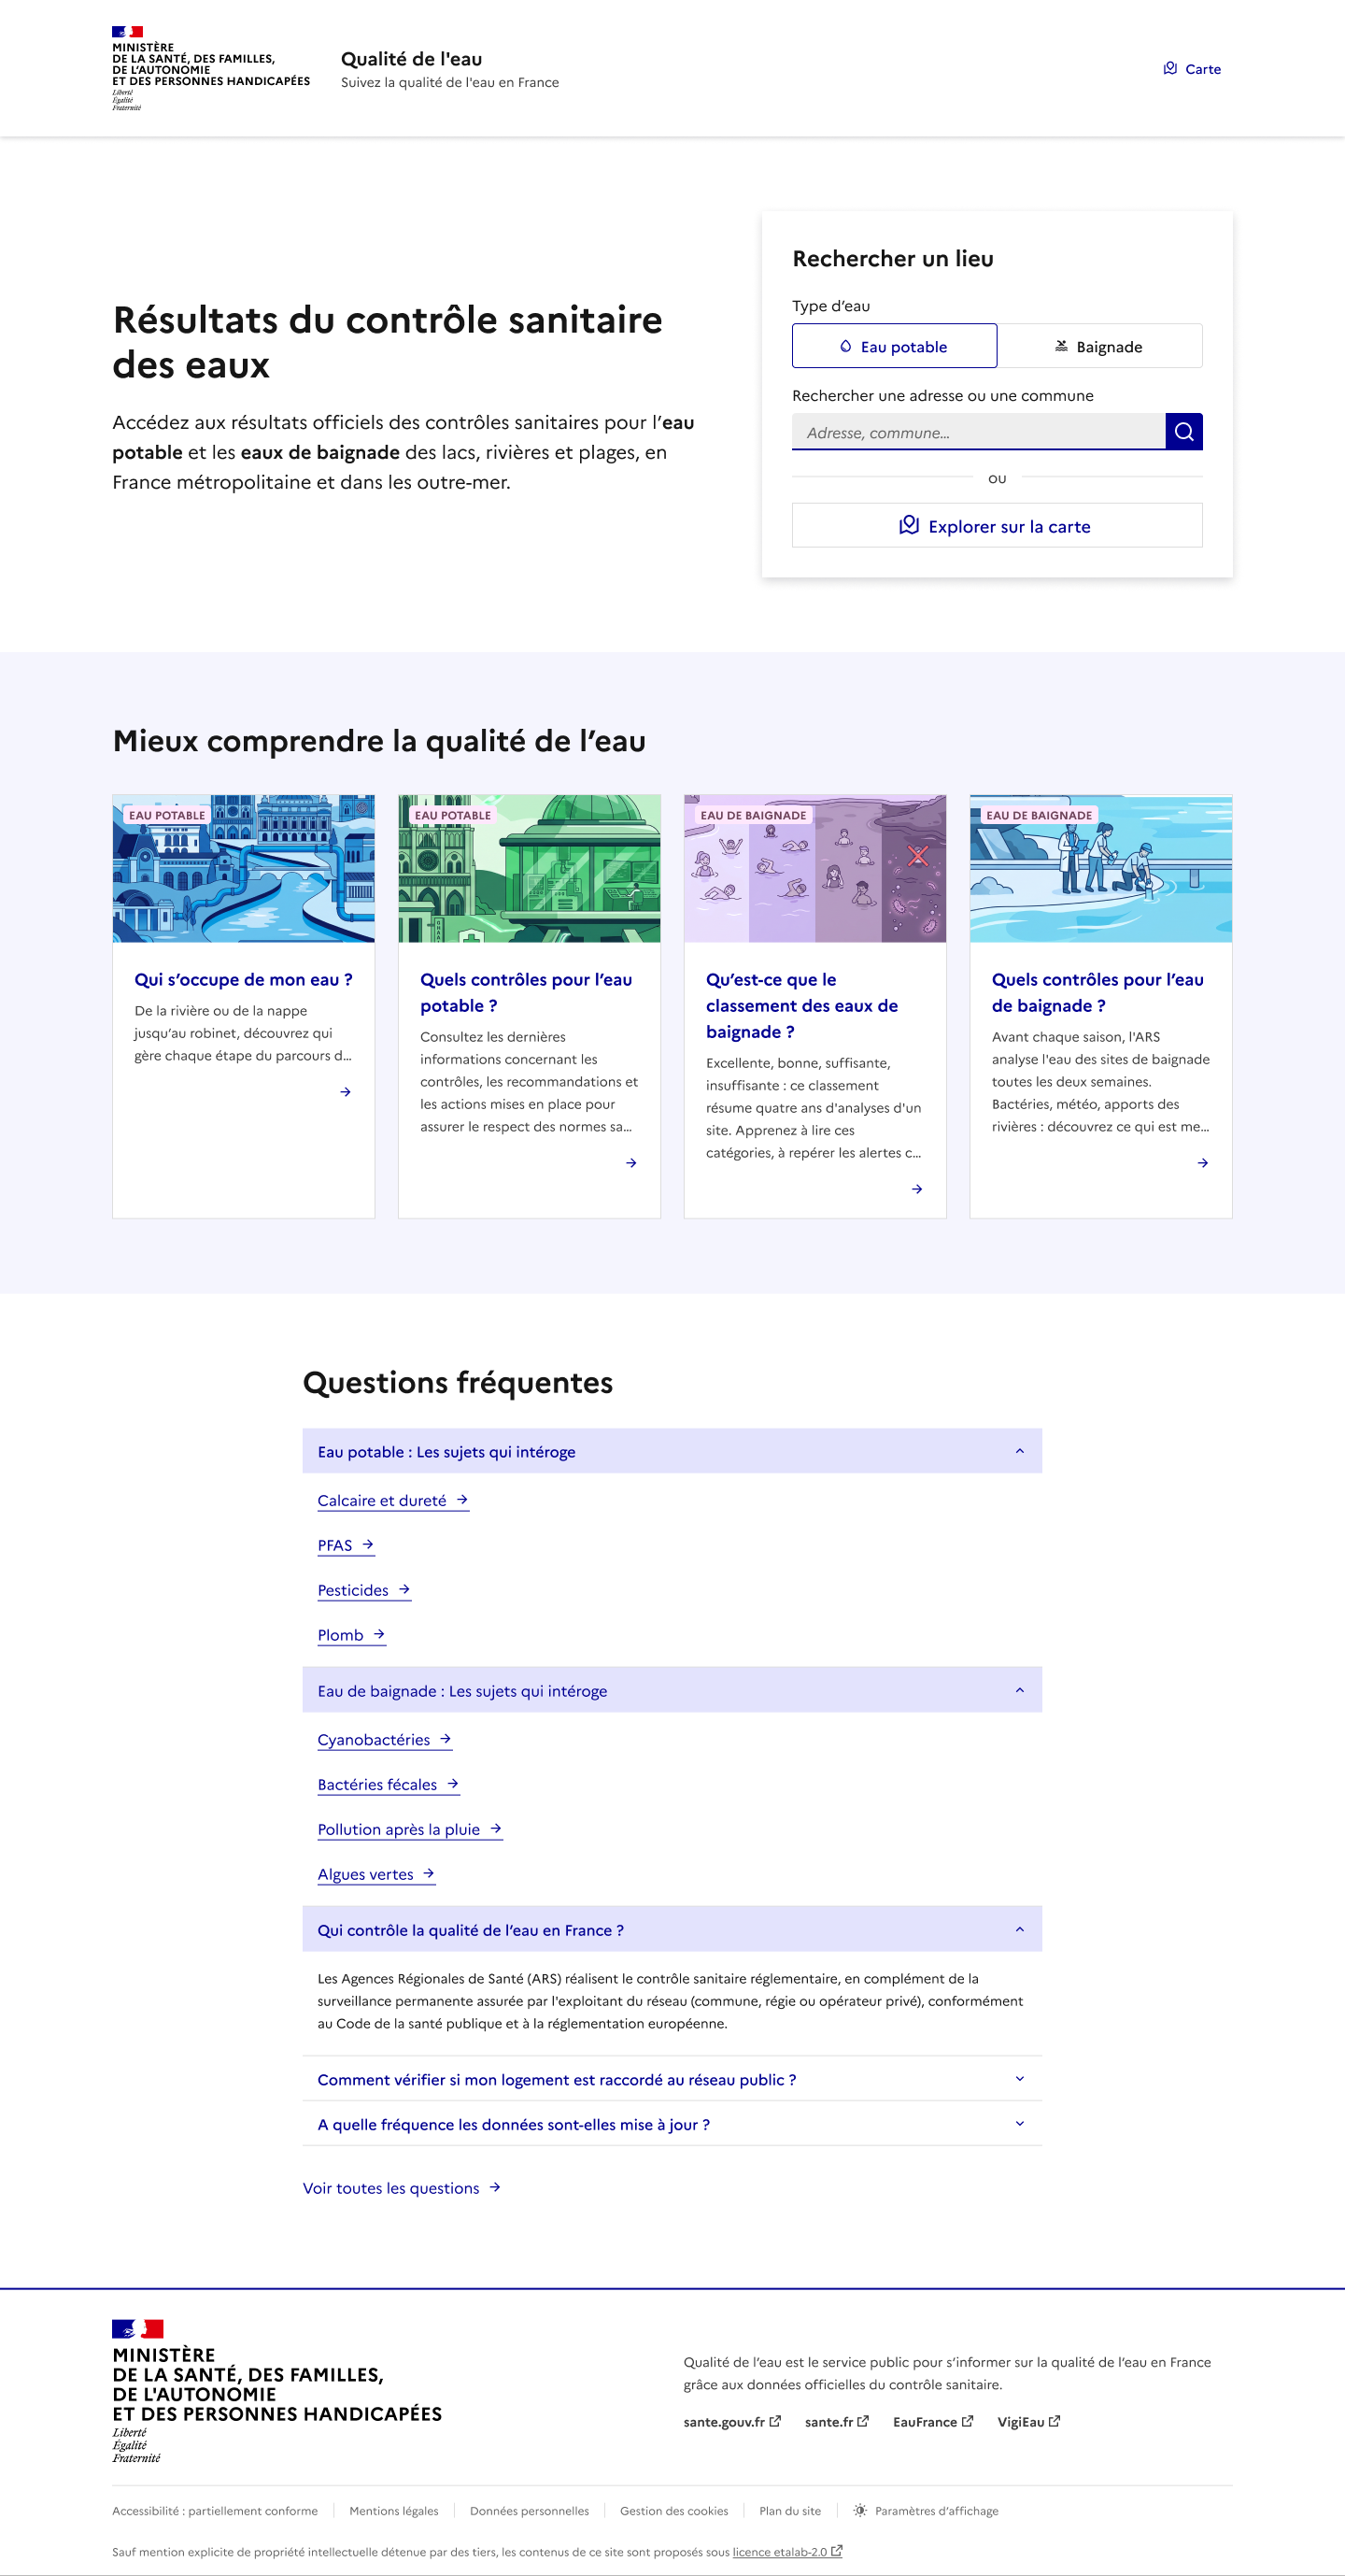 MINISTÈRE
DE LA SANTÉ, DES FAMILLES,
DE L'AUTONOMIE
ET DES PERSONNES HANDICAPÉES
Liberté
Égalité
Fraternité
Qualité de l'eau
Suivez la qualité de l'eau en France
Carte
Résultats du contrôle sanitaire
des eaux
Accédez aux résultats officiels des contrôles sanitaires pour l’eau
potable et les eaux de baignade des lacs, rivières et plages, en
France métropolitaine et dans les outre-mer.
Rechercher un lieu
Type d’eau
Eau potable
Baignade
Rechercher une adresse ou une commune
Adresse, commune…
OU
Explorer sur la carte
Mieux comprendre la qualité de l’eau
EAU POTABLE
Qui s’occupe de mon eau ?
De la rivière ou de la nappe
jusqu’au robinet, découvrez qui
gère chaque étape du parcours d…
EAU POTABLE
Quels contrôles pour l’eau
potable ?
Consultez les dernières
informations concernant les
contrôles, les recommandations et
les actions mises en place pour
assurer le respect des normes sa…
EAU DE BAIGNADE
Qu’est-ce que le
classement des eaux de
baignade ?
Excellente, bonne, suffisante,
insuffisante : ce classement
résume quatre ans d'analyses d'un
site. Apprenez à lire ces
catégories, à repérer les alertes c…
EAU DE BAIGNADE
Quels contrôles pour l’eau
de baignade ?
Avant chaque saison, l'ARS
analyse l'eau des sites de baignade
toutes les deux semaines.
Bactéries, météo, apports des
rivières : découvrez ce qui est me…
Questions fréquentes
Eau potable : Les sujets qui intéroge
Calcaire et dureté
PFAS
Pesticides
Plomb
Eau de baignade : Les sujets qui intéroge
Cyanobactéries
Bactéries fécales
Pollution après la pluie
Algues vertes
Qui contrôle la qualité de l’eau en France ?
Les Agences Régionales de Santé (ARS) réalisent le contrôle sanitaire réglementaire, en complément de la
surveillance permanente assurée par l'exploitant du réseau (commune, régie ou opérateur privé), conformément
au Code de la santé publique et à la réglementation européenne.
Comment vérifier si mon logement est raccordé au réseau public ?
A quelle fréquence les données sont-elles mise à jour ?
Voir toutes les questions
MINISTÈRE
DE LA SANTÉ, DES FAMILLES,
DE L'AUTONOMIE
ET DES PERSONNES HANDICAPÉES
Liberté
Égalité
Fraternité
Qualité de l’eau est le service public pour s’informer sur la qualité de l’eau en France
grâce aux données officielles du contrôle sanitaire.
sante.gouv.fr sante.fr EauFrance VigiEau
Accessibilité : partiellement conforme Mentions légales Données personnelles Gestion des cookies Plan du site Paramètres d’affichage
Sauf mention explicite de propriété intellectuelle détenue par des tiers, les contenus de ce site sont proposés sous licence etalab-2.0